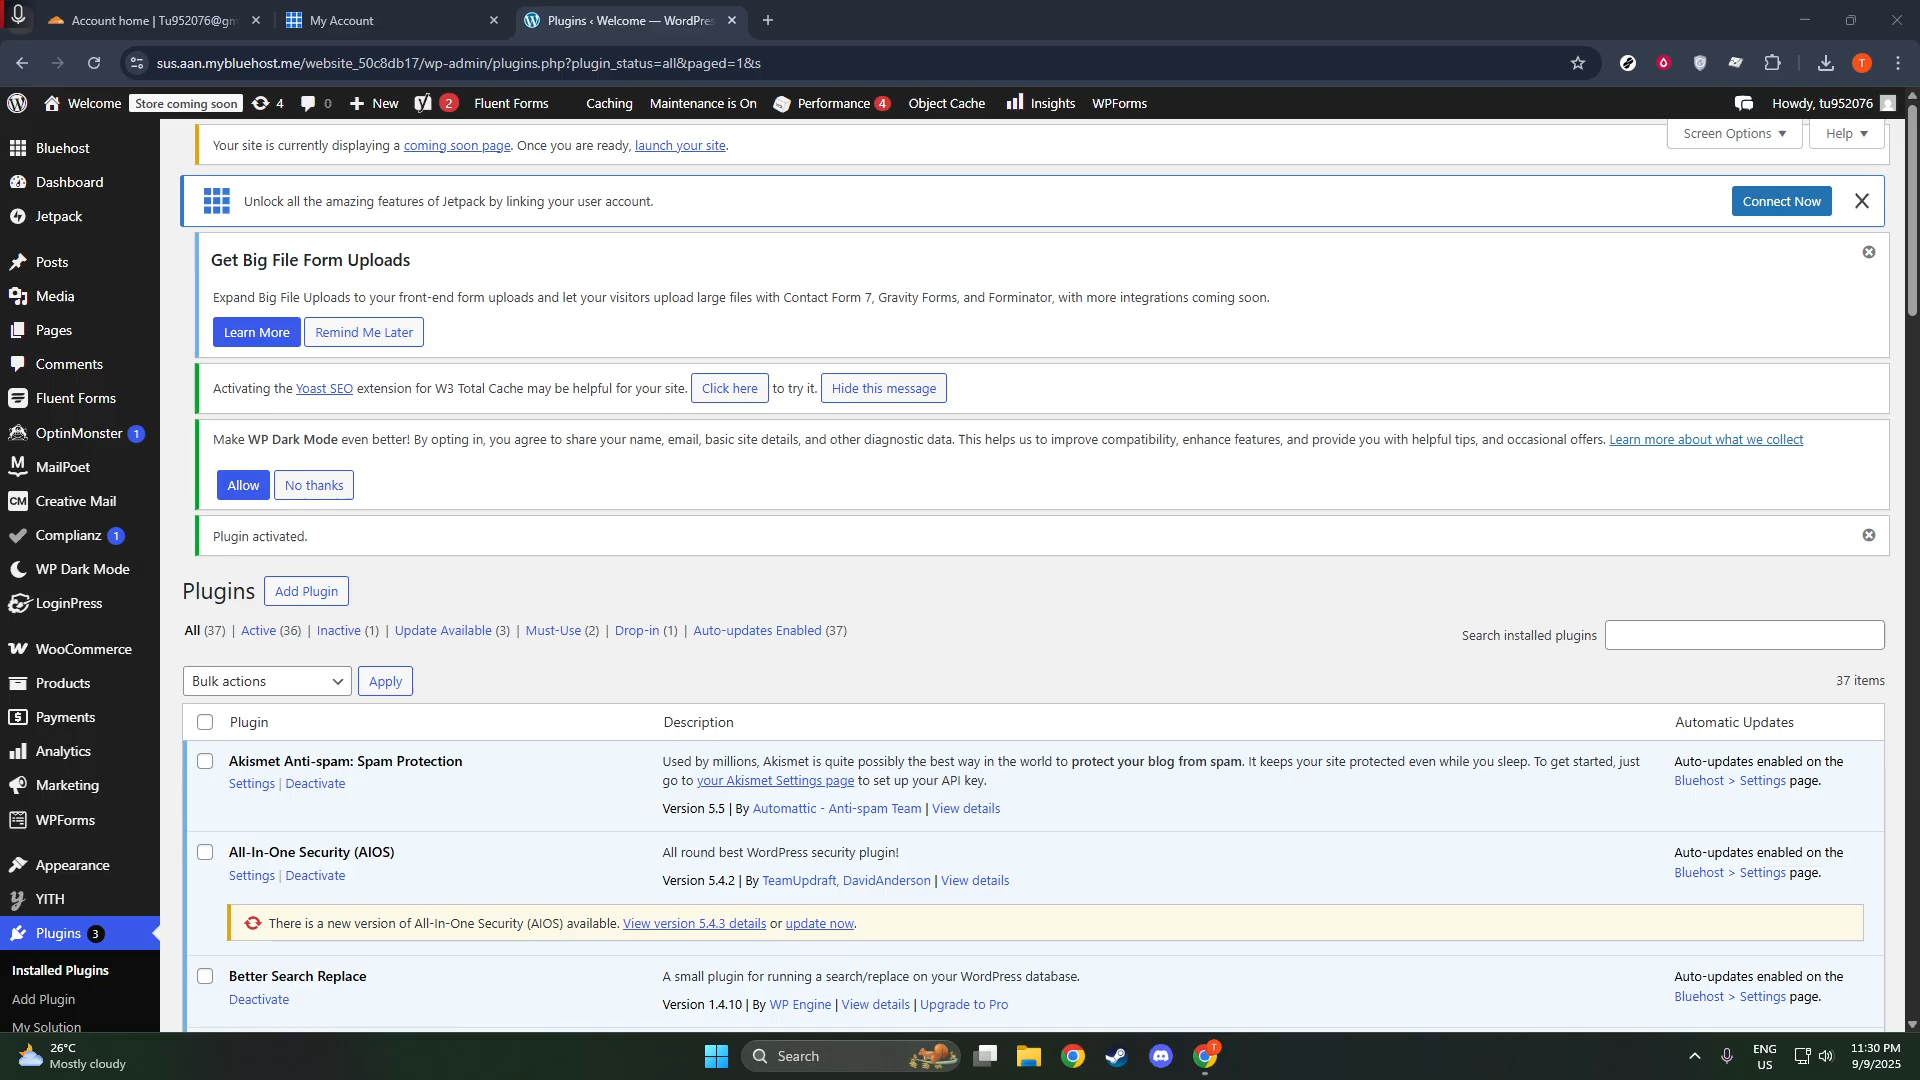 Account home | Tu952076@gm
My Account
Plugins ‹ Welcome — WordPres
sus.aan.mybluehost.me/website_50c8db17/wp-admin/plugins.php?plugin_status=all&paged=1&s
T
Welcome
Store coming soon
4
0
New
2
Fluent Forms
Caching
Maintenance is On
Performance 4
Object Cache
Insights
WPForms
Howdy, tu952076
Bluehost
Dashboard
Jetpack
Posts
Media
Pages
Comments
Fluent Forms
OptinMonster 1
MailPoet
CM Creative Mail
Complianz 1
WP Dark Mode
LoginPress
WooCommerce
Products
Payments
Analytics
Marketing
WPForms
Appearance
YITH
Plugins 3
Installed Plugins
Add Plugin
My Solution
Screen Options
Help
Your site is currently displaying a coming soon page. Once you are ready, launch your site.
Unlock all the amazing features of Jetpack by linking your user account.
Connect Now
Get Big File Form Uploads
Expand Big File Uploads to your front-end form uploads and let your visitors upload large files with Contact Form 7, Gravity Forms, and Forminator, with more integrations coming soon.
Learn More
Remind Me Later
Activating the Yoast SEO extension for W3 Total Cache may be helpful for your site. Click here to try it. Hide this message
Make WP Dark Mode even better! By opting in, you agree to share your name, email, basic site details, and other diagnostic data. This helps us to improve compatibility, enhance features, and provide you with helpful tips, and occasional offers. Learn more about what we collect
Allow
No thanks
Plugin activated.
Plugins
Add Plugin
All (37) | Active (36) | Inactive (1) | Update Available (3) | Must-Use (2) | Drop-in (1) | Auto-updates Enabled (37)
Search installed plugins
Bulk actions
Apply
37 items
Plugin
Description
Automatic Updates
Akismet Anti-spam: Spam Protection
Settings | Deactivate
Used by millions, Akismet is quite possibly the best way in the world to protect your blog from spam. It keeps your site protected even while you sleep. To get started, just
go to your Akismet Settings page to set up your API key.
Version 5.5 | By Automattic - Anti-spam Team | View details
Auto-updates enabled on the
Bluehost > Settings page.
All-In-One Security (AIOS)
Settings | Deactivate
All round best WordPress security plugin!
Version 5.4.2 | By TeamUpdraft, DavidAnderson | View details
Auto-updates enabled on the
Bluehost > Settings page.
There is a new version of All-In-One Security (AIOS) available. View version 5.4.3 details or update now.
Better Search Replace
Deactivate
A small plugin for running a search/replace on your WordPress database.
Version 1.4.10 | By WP Engine | View details | Upgrade to Pro
Auto-updates enabled on the
Bluehost > Settings page.
26°C
Mostly cloudy
Search
T
ENG
US
11:30 PM
9/9/2025